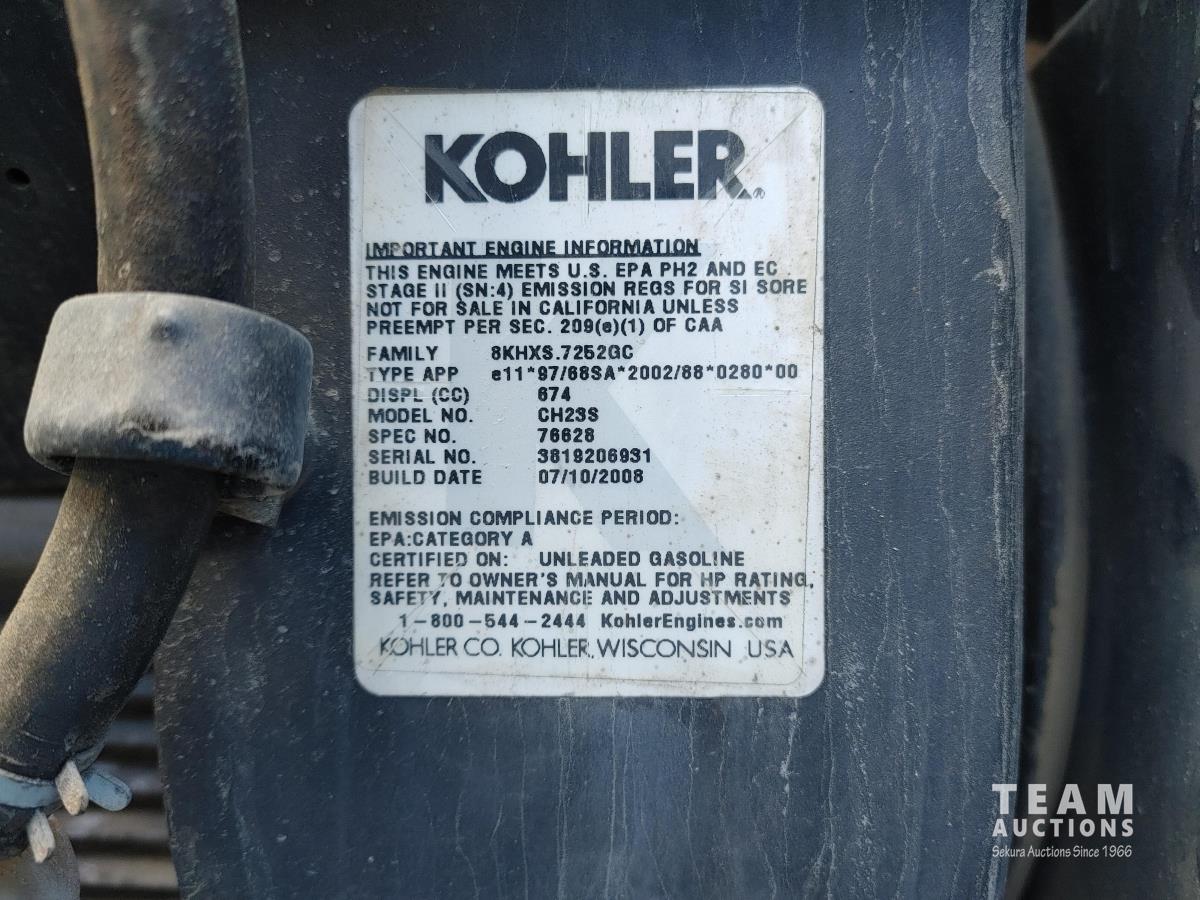 KOHLER®
IMPORTANT ENGINE INFORMATION
THIS ENGINE MEETS U.S. EPA PH2 AND EC
STAGE II (SN:4) EMISSION REGS FOR SI SORE
NOT FOR SALE IN CALIFORNIA UNLESS
PREEMPT PER SEC. 209(e)(1) OF CAA
FAMILY 8KHXS.7252GC
TYPE APP e11*97/68SA*2002/88*0280*00
DISPL (CC) 674
MODEL NO. CH23S
SPEC NO. 76628
SERIAL NO. 3819206931
BUILD DATE 07/10/2008
EMISSION COMPLIANCE PERIOD:
EPA:CATEGORY A
CERTIFIED ON: UNLEADED GASOLINE
REFER TO OWNER'S MANUAL FOR HP RATING,
SAFETY, MAINTENANCE AND ADJUSTMENTS
1-800-544-2444 KohlerEngines.com
KOHLER CO. KOHLER, WISCONSIN USA
TEAM
AUCTIONS
Sekura Auctions Since 1966